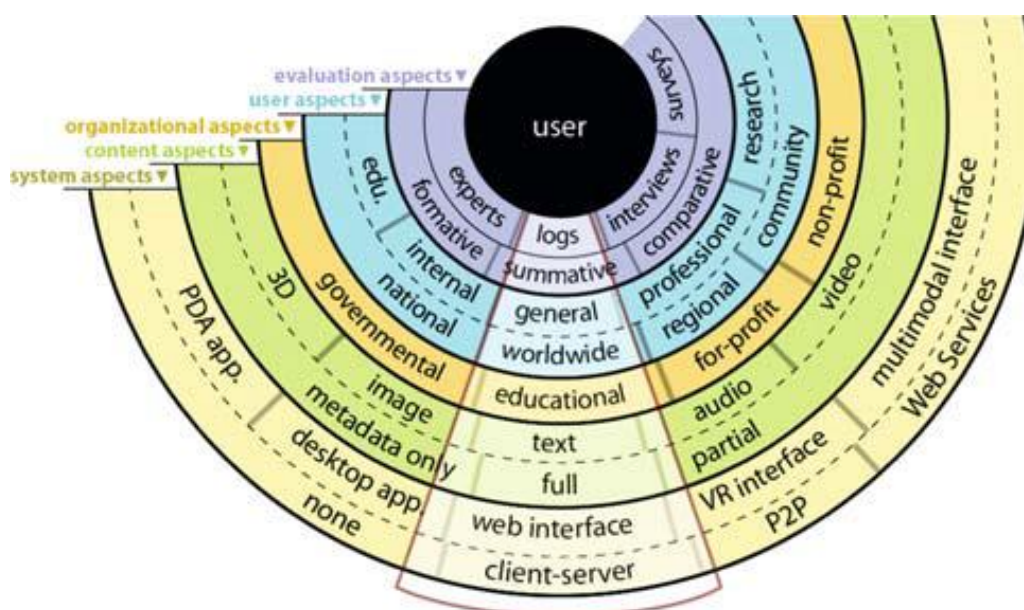 evaluation aspects ▼
user aspects ▼
organizational aspects ▼
content aspects ▼
system aspects ▼
user
experts
logs
interviews
surveys
formative
summative
comparative
edu.
internal
general
professional
research
national
worldwide
regional
community
governmental
educational
for-profit
non-profit
3D
image
text
audio
video
metadata only
full
partial
PDA app.
desktop app.
web interface
VR interface
multimodal interface
none
client-server
P2P
Web Services